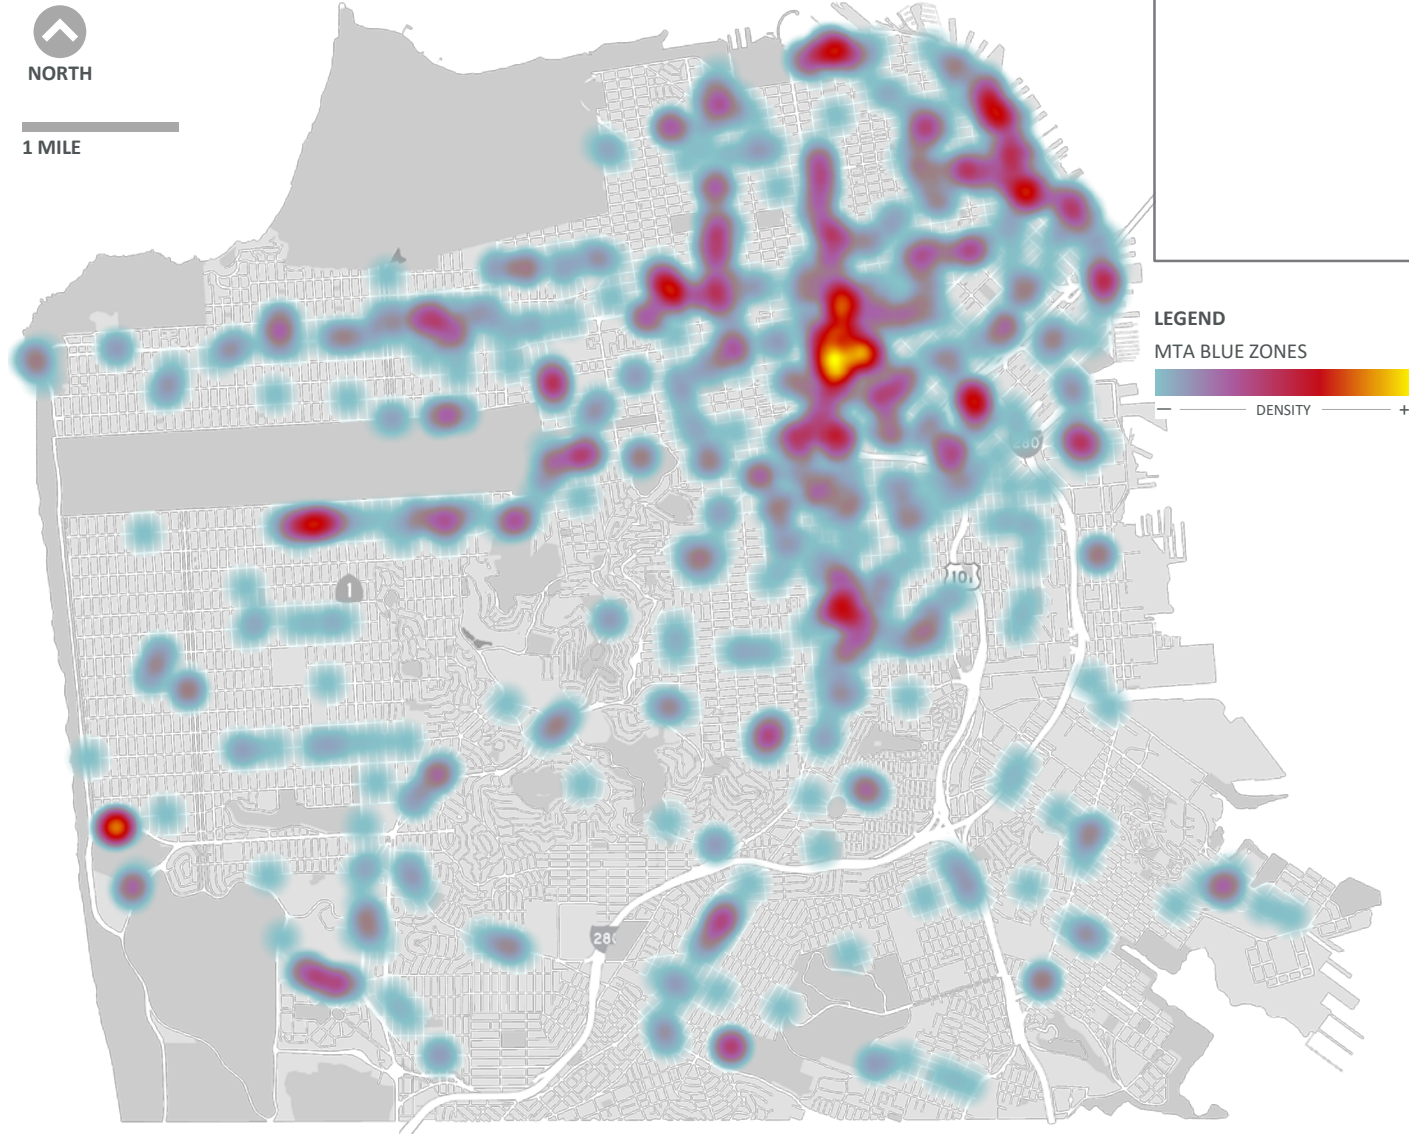 NORTH
1 MILE
LEGEND
MTA BLUE ZONES
— DENSITY +
280
1
101
280